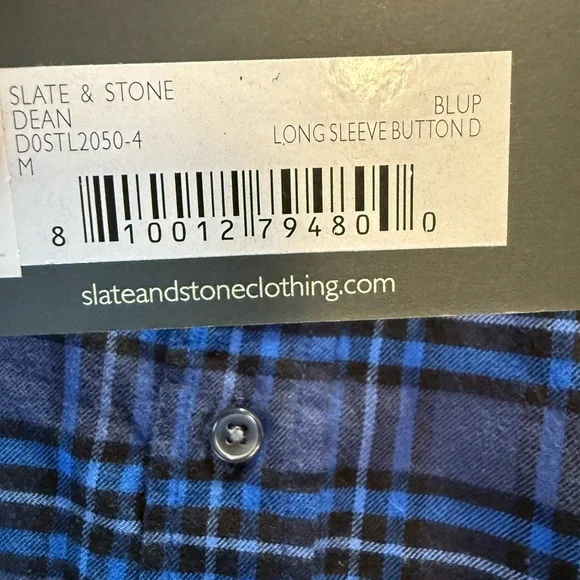 SLATE & STONE
DEAN BLUP
D0STL2050-4 LONG SLEEVE BUTTON D
M
8 10012 79480 0
slateandstoneclothing.com